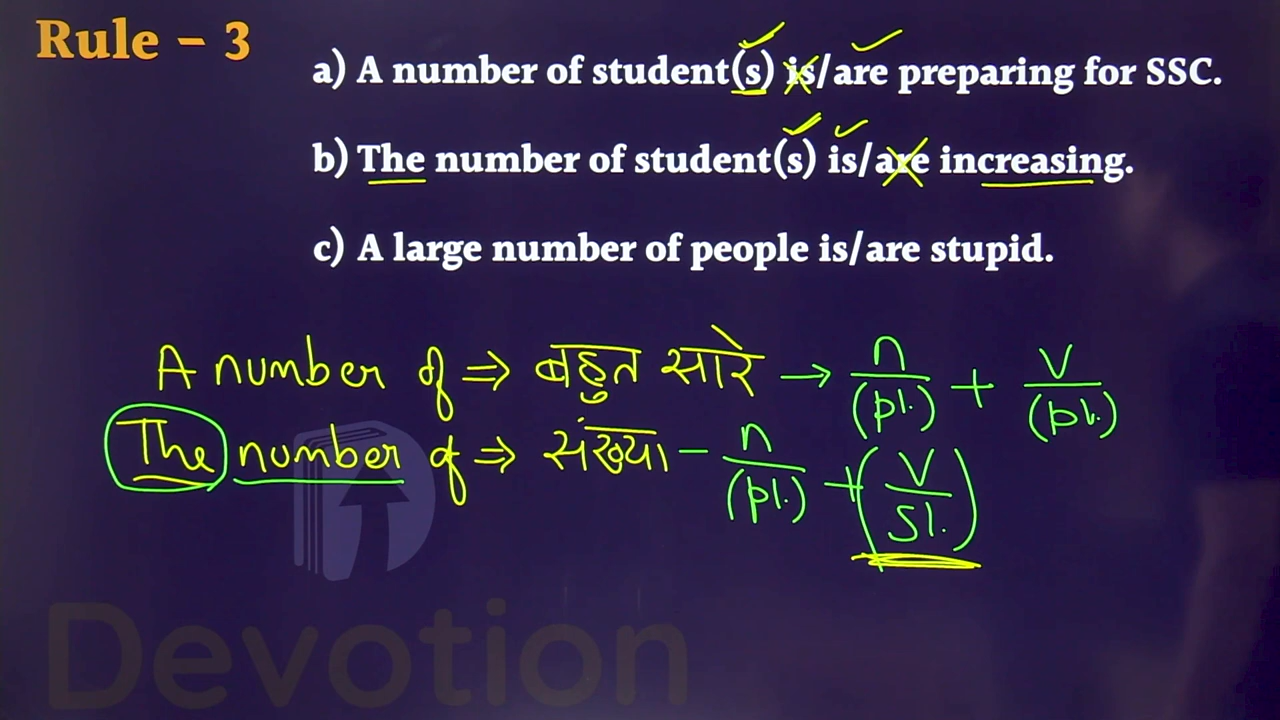 Rule – 3
a) A number of student(s) is/are preparing for SSC.
b) The number of student(s) is/are increasing.
c) A large number of people is/are stupid.
A number of ⇒ बहुत सारे → n/(pl.) + v/(pl.)
The number of ⇒ संख्या – n/(pl.) + (v/sl.)
Devotion